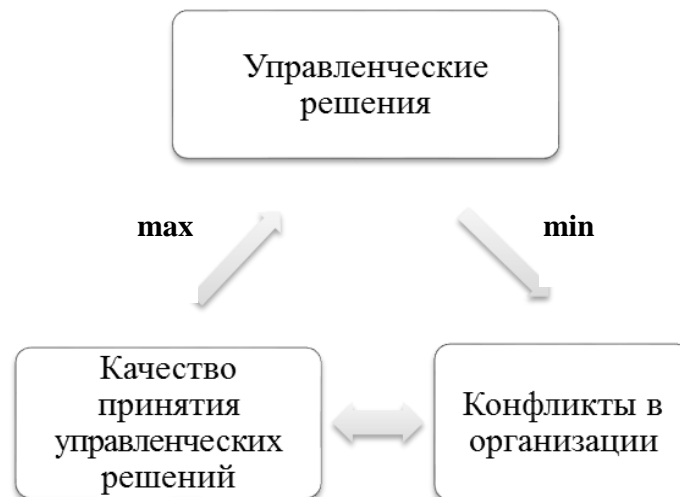 Управленческие
решения
max
min
Качество
принятия
управленческих
решений
Конфликты в
организации